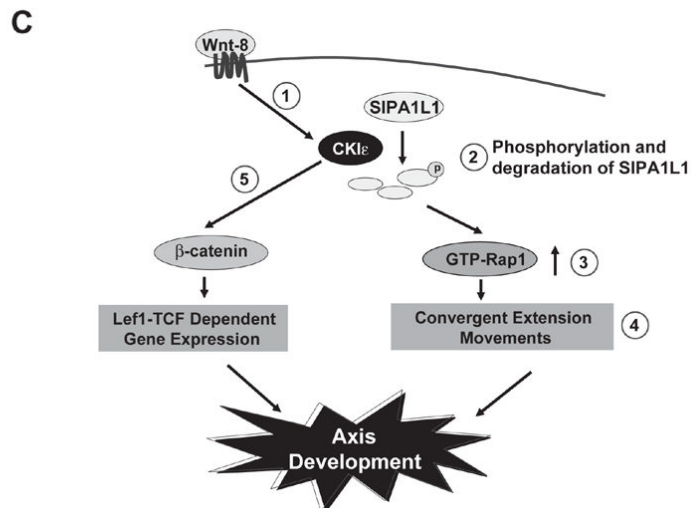 C
Wnt-8
1
SIPA1L1
CKIε
2
Phosphorylation and
degradation of SIPA1L1
P
5
β-catenin
GTP-Rap1
3
Lef1-TCF Dependent
Gene Expression
Convergent Extension
Movements
4
Axis
Development